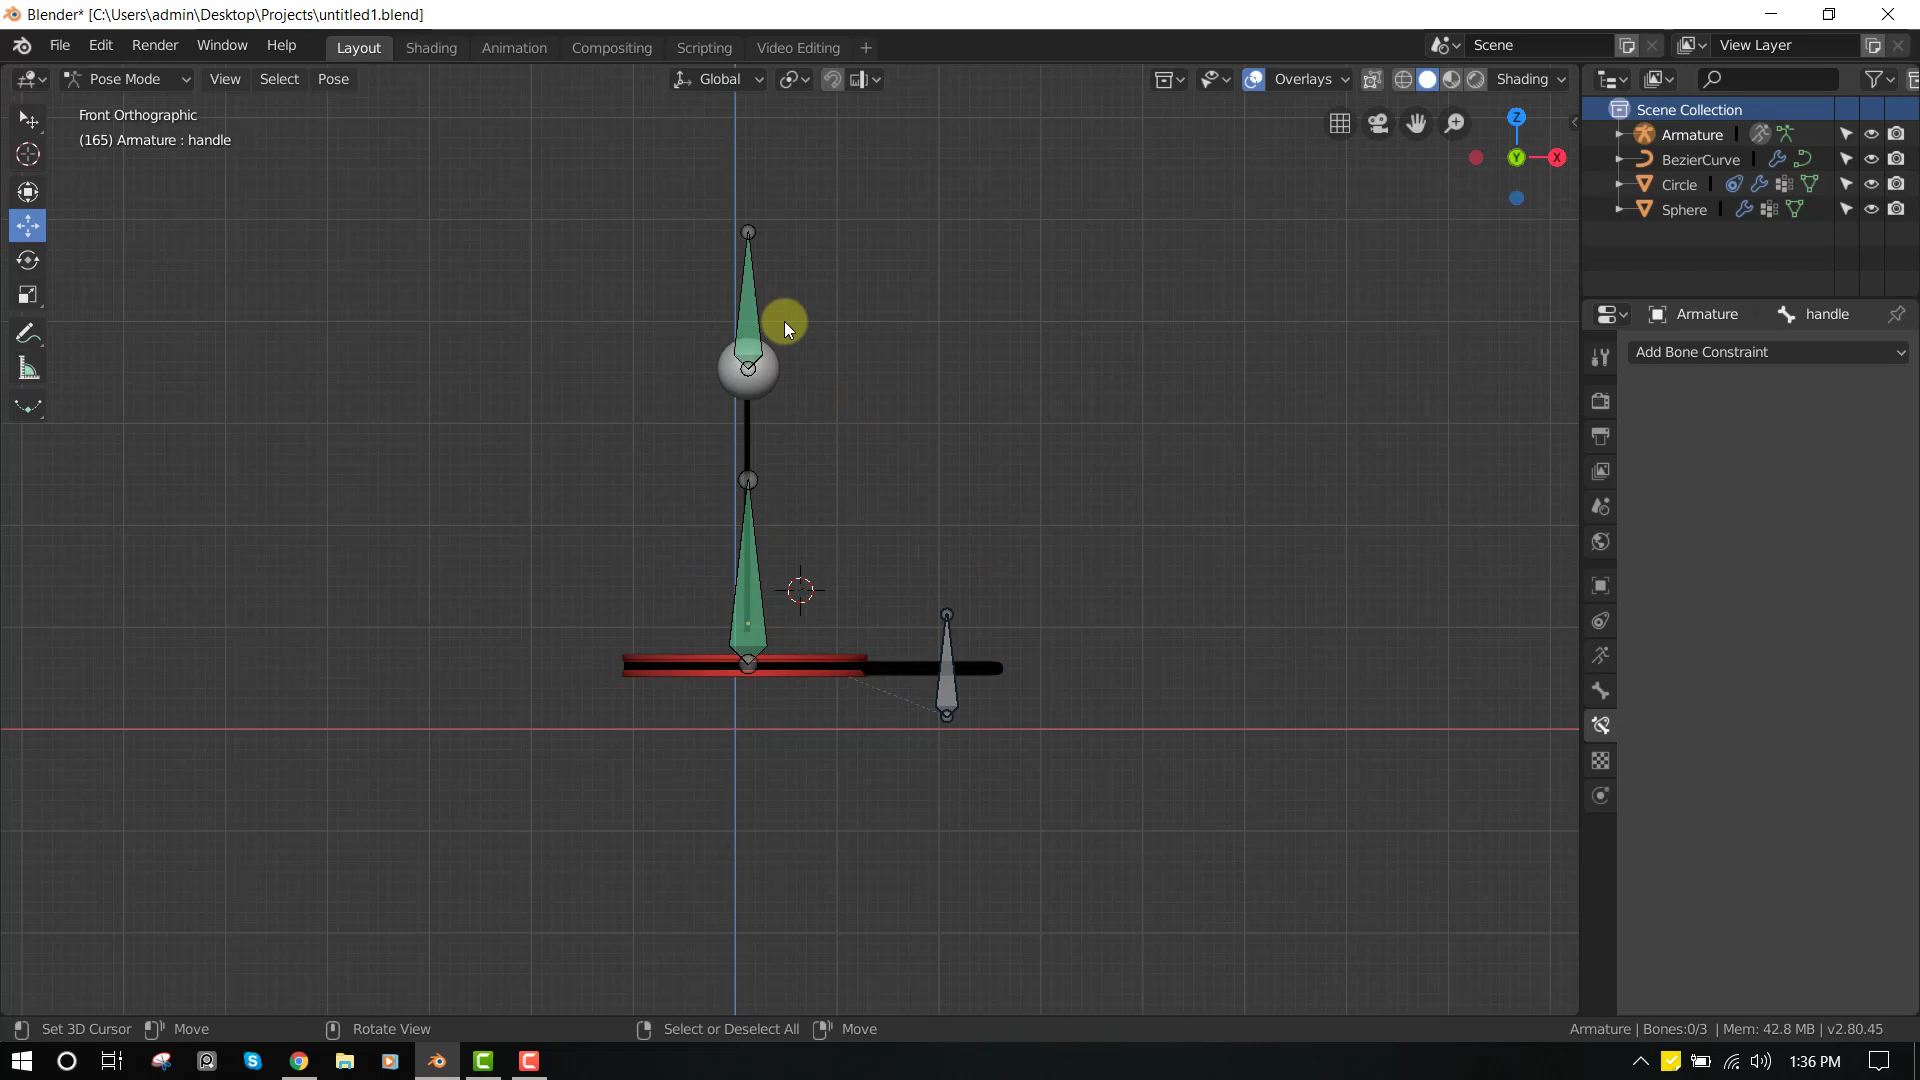 Blender* [C:\Users\admin\Desktop\Projects\untitled1.blend]
File Edit Render Window Help Layout Shading Animation Compositing Scripting Video Editing + Scene View Layer
Pose Mode View Select Pose Global Overlays Shading
Front Orthographic
(165) Armature : handle
Z
Y
X
Scene Collection
Armature
BezierCurve
Circle
Sphere
Armature handle
Add Bone Constraint
Set 3D Cursor Move Rotate View Select or Deselect All Move Armature | Bones:0/3 | Mem: 42.8 MB | v2.80.45
1:36 PM